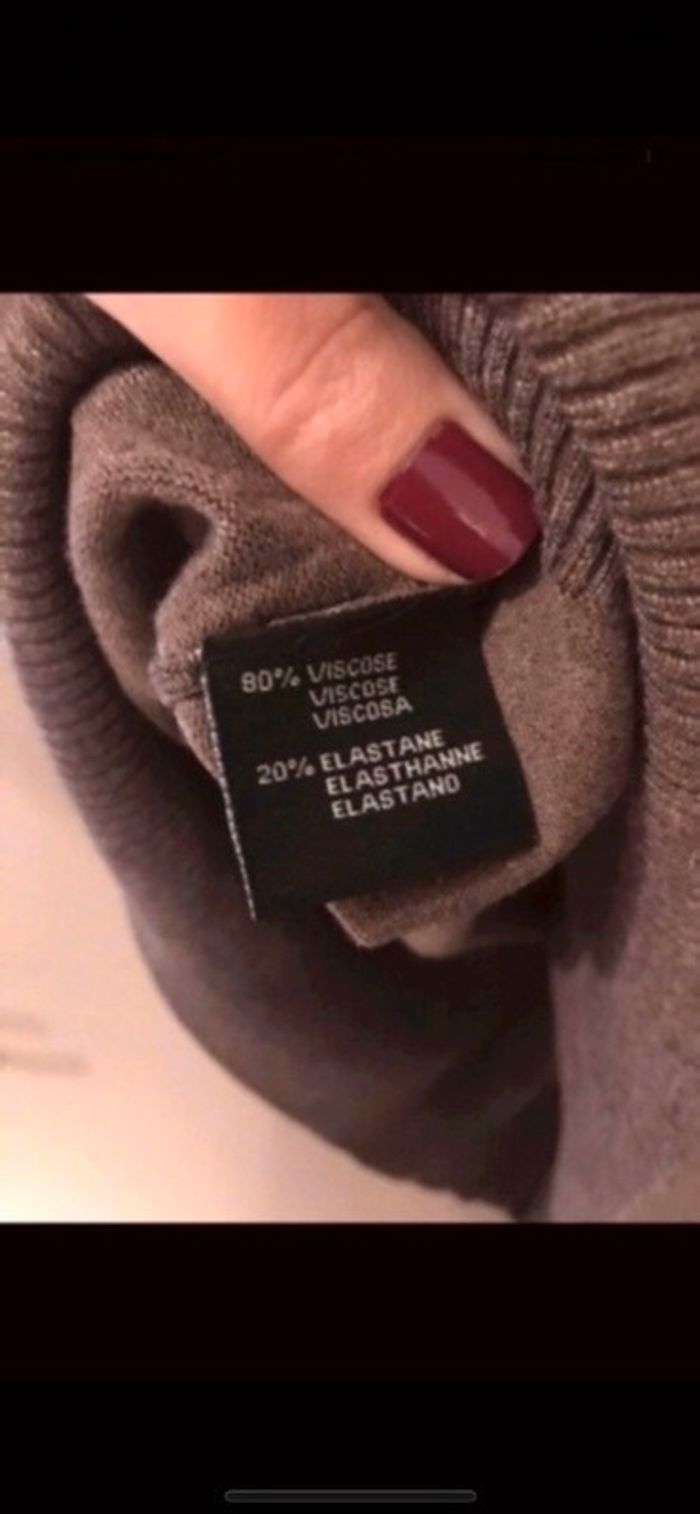 80% VISCOSE
VISCOSE
VISCOSA
20% ELASTANE
ELASTHANNE
ELASTANO